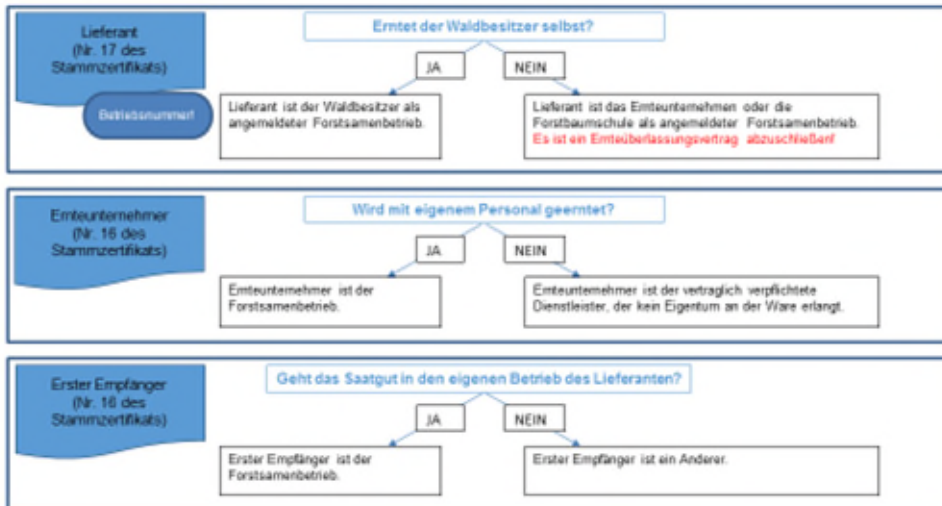 Lieferant
(Nr. 17 des
Stammzertifikats)
Betriebsnummer!
Erntet der Waldbesitzer selbst?
JA
NEIN
Lieferant ist der Waldbesitzer als
angemeldeter Forstsamenbetrieb.
Lieferant ist das Ernteunternehmen oder die
Forstbaumschule als angemeldeter Forstsamenbetrieb.
Es ist ein Ernteüberlassungsvertrag abzuschließen!
Ernteunternehmer
(Nr. 16 des
Stammzertifikats)
Wird mit eigenem Personal geerntet?
JA
NEIN
Ernteunternehmer ist der
Forstsamenbetrieb.
Ernteunternehmer ist der vertraglich verpflichtete
Dienstleister, der kein Eigentum an der Ware erlangt.
Erster Empfänger
(Nr. 16 des
Stammzertifikats)
Geht das Saatgut in den eigenen Betrieb des Lieferanten?
JA
NEIN
Erster Empfänger ist der
Forstsamenbetrieb.
Erster Empfänger ist ein Anderer.